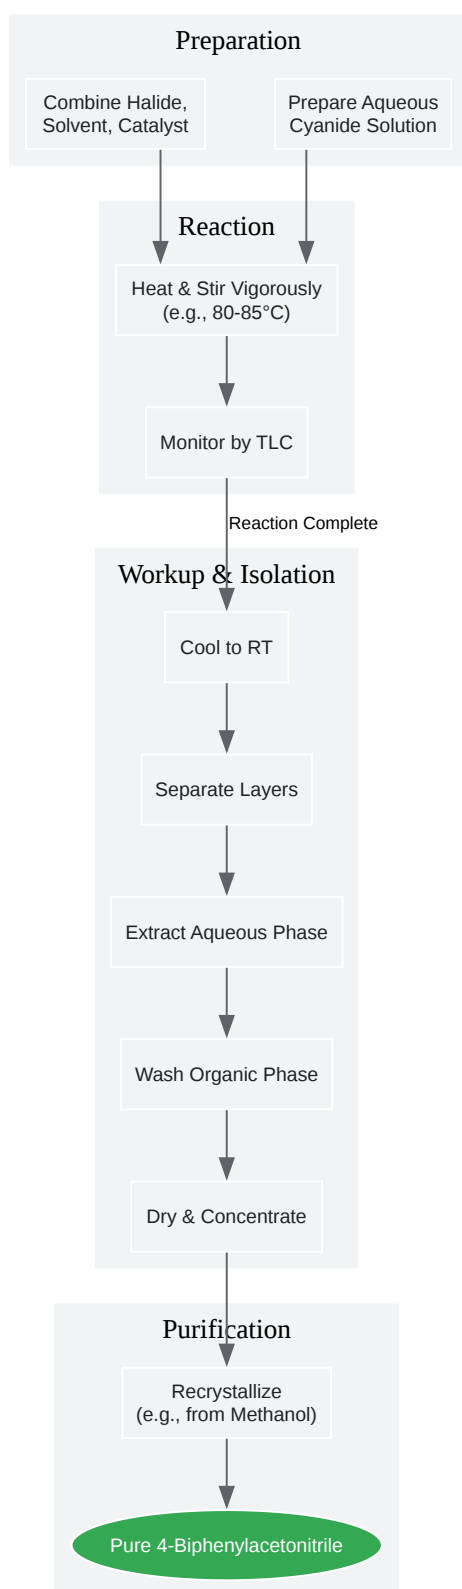 Preparation
Combine Halide,
Solvent, Catalyst
Prepare Aqueous
Cyanide Solution
Reaction
Heat & Stir Vigorously
(e.g., 80-85°C)
Monitor by TLC
Reaction Complete
Workup & Isolation
Cool to RT
Separate Layers
Extract Aqueous Phase
Wash Organic Phase
Dry & Concentrate
Purification
Recrystallize
(e.g., from Methanol)
Pure 4-Biphenylacetonitrile